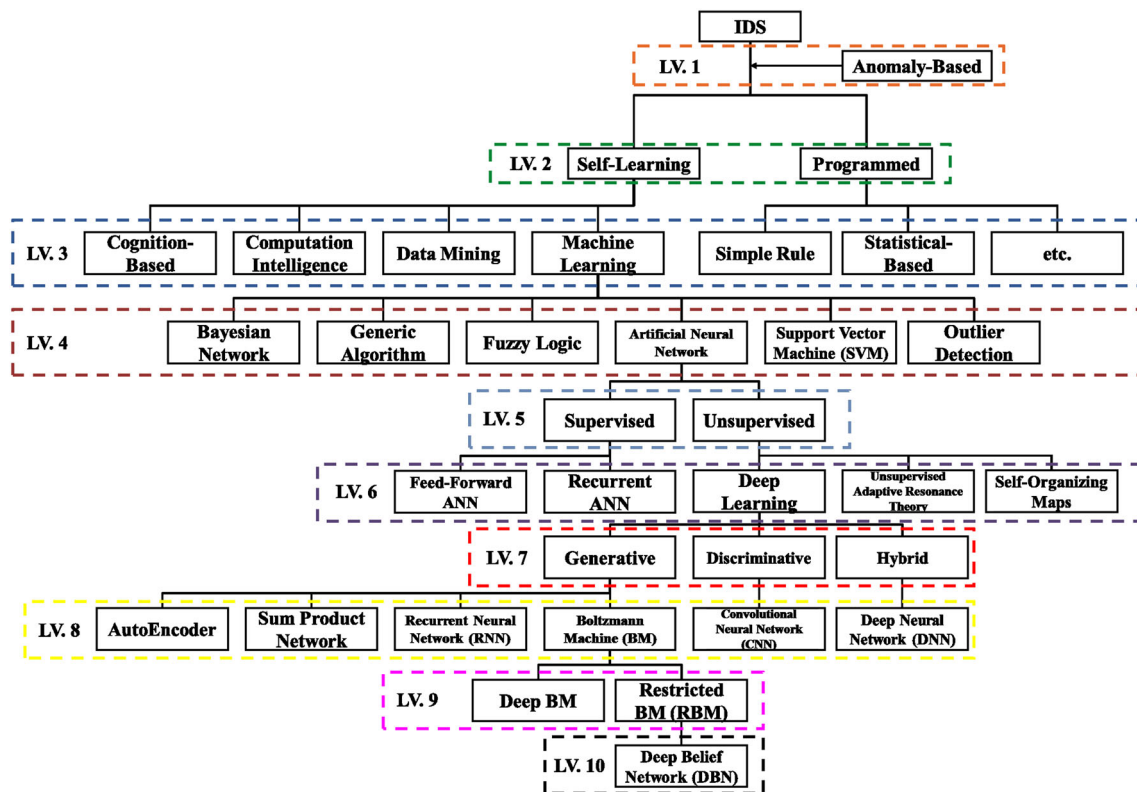 IDS
LV. 1
Anomaly-Based
LV. 2
Self-Learning
Programmed
LV. 3
Cognition-
Based
Computation
Intelligence
Data Mining
Machine
Learning
Simple Rule
Statistical-
Based
etc.
LV. 4
Bayesian
Network
Generic
Algorithm
Fuzzy Logic
Artificial Neural
Network
Support Vector
Machine (SVM)
Outlier
Detection
LV. 5
Supervised
Unsupervised
LV. 6
Feed-Forward
ANN
Recurrent
ANN
Deep
Learning
Unsupervised
Adaptive Resonance
Theory
Self-Organizing
Maps
LV. 7
Generative
Discriminative
Hybrid
LV. 8
AutoEncoder
Sum Product
Network
Recurrent Neural
Network (RNN)
Boltzmann
Machine (BM)
Convolutional
Neural Network
(CNN)
Deep Neural
Network (DNN)
LV. 9
Deep BM
Restricted
BM (RBM)
LV. 10
Deep Belief
Network (DBN)